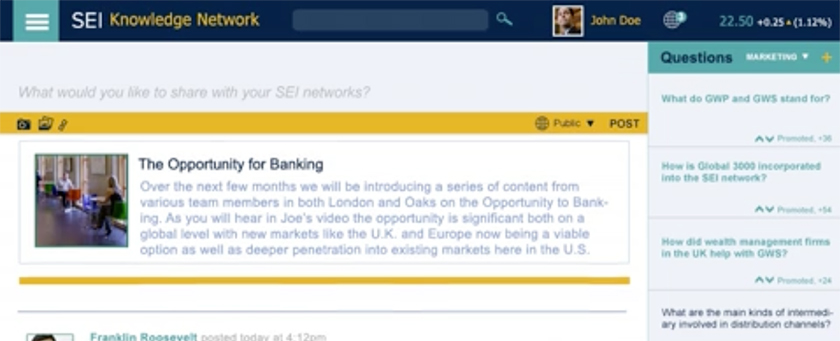 SEI Knowledge Network
John Doe
3
22.50 +0.25 ▲ (1.12%)
What would you like to share with your SEI networks?
Public ▼ POST
The Opportunity for Banking
Over the next few months we will be introducing a series of content from
various team members in both London and Oaks on the Opportunity to Bank-
ing. As you will hear in Joe's video the opportunity is significant both on a
global level with new markets like the U.K. and Europe now being a viable
option as well as deeper penetration into existing markets here in the U.S.
Franklin Roosevelt posted today at 4:12pm
Questions MARKETING ▼ +
What do GWP and GWS stand for?
Promoted, +36
How is Global 3000 incorporated
into the SEI network?
Promoted, +54
How did wealth management firms
in the UK help with GWS?
Promoted, +24
What are the main kinds of intermedi-
ary involved in distribution channels?